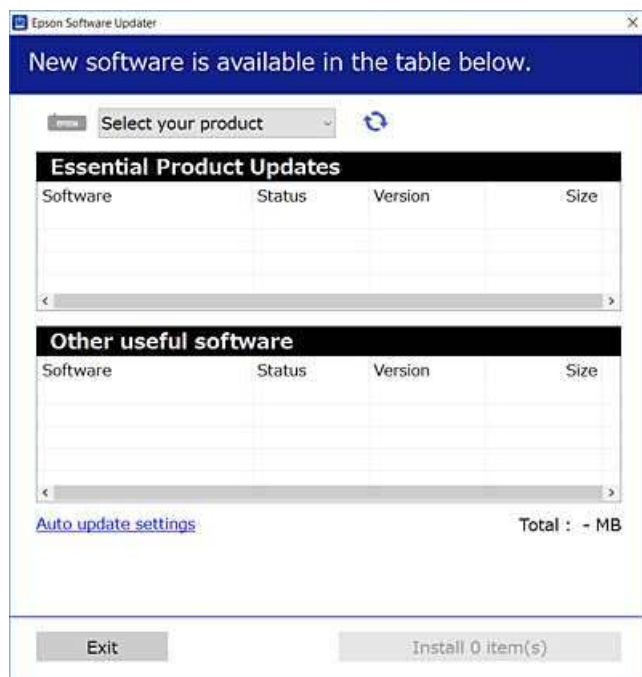 Epson Software Updater
New software is available in the table below.
EPSON Select your product
Essential Product Updates
Software Status Version Size
Other useful software
Software Status Version Size
Auto update settings Total : - MB
Exit Install 0 item(s)